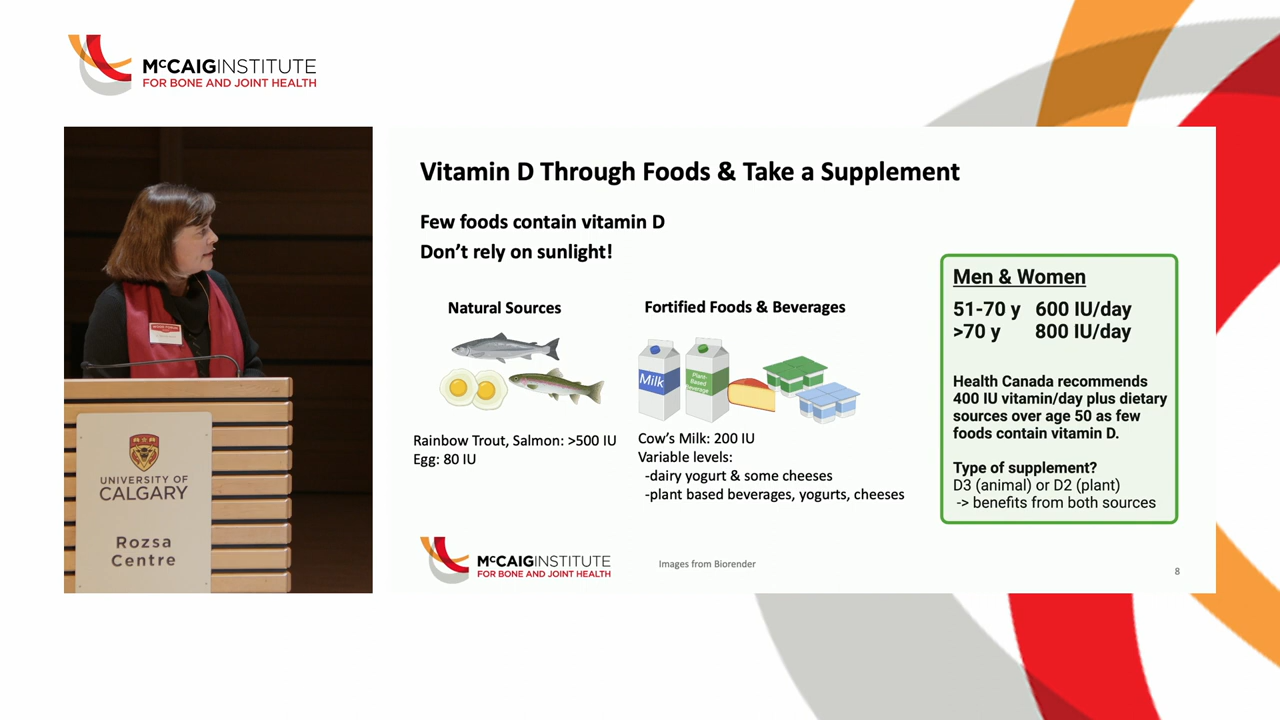 McCAIGINSTITUTE
FOR BONE AND JOINT HEALTH
Vitamin D Through Foods & Take a Supplement
Few foods contain vitamin D
Don't rely on sunlight!
Natural Sources
Fortified Foods & Beverages
Milk
Plant-
Based
Beverage
Rainbow Trout, Salmon: >500 IU
Egg: 80 IU
Cow's Milk: 200 IU
Variable levels:
-dairy yogurt & some cheeses
-plant based beverages, yogurts, cheeses
Men & Women
51-70 y 600 IU/day
>70 y 800 IU/day
Health Canada recommends
400 IU vitamin/day plus dietary
sources over age 50 as few
foods contain vitamin D.
Type of supplement?
D3 (animal) or D2 (plant)
-> benefits from both sources
McCAIGINSTITUTE
FOR BONE AND JOINT HEALTH
Images from Biorender
8
UNIVERSITY OF
CALGARY
Rozsa
Centre